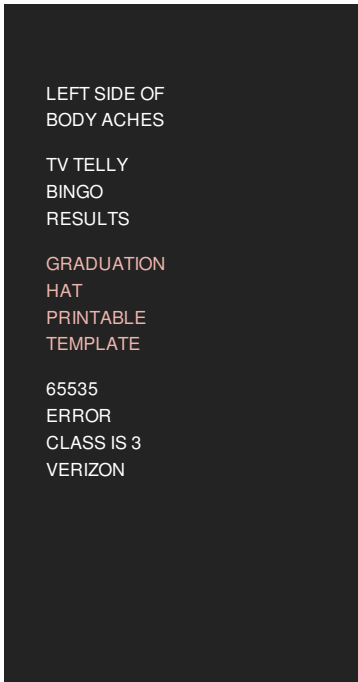 LEFT SIDE OF
BODY ACHES
TV TELLY
BINGO
RESULTS
GRADUATION
HAT
PRINTABLE
TEMPLATE
65535
ERROR
CLASS IS 3
VERIZON